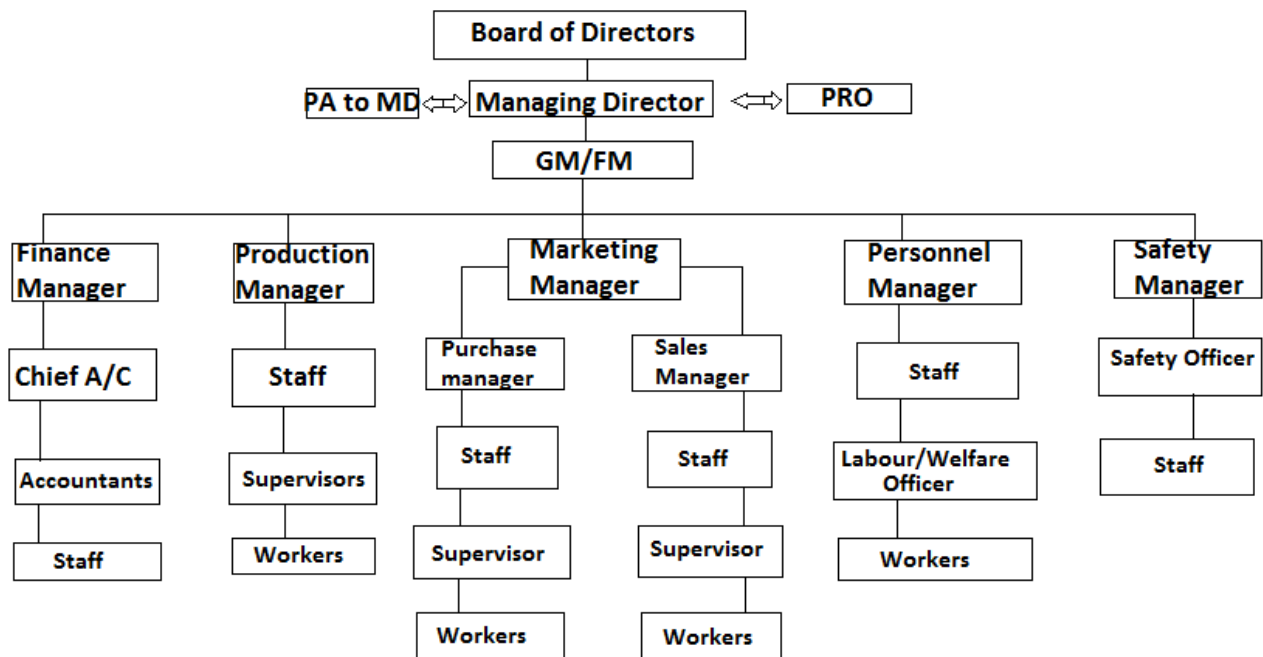 Board of Directors
PA to MD
Managing Director
PRO
GM/FM
Finance
Manager
Production
Manager
Marketing
Manager
Personnel
Manager
Safety
Manager
Chief A/C
Staff
Purchase
manager
Sales
Manager
Staff
Safety Officer
Accountants
Supervisors
Staff
Staff
Labour/Welfare
Officer
Staff
Staff
Workers
Supervisor
Supervisor
Workers
Workers
Workers